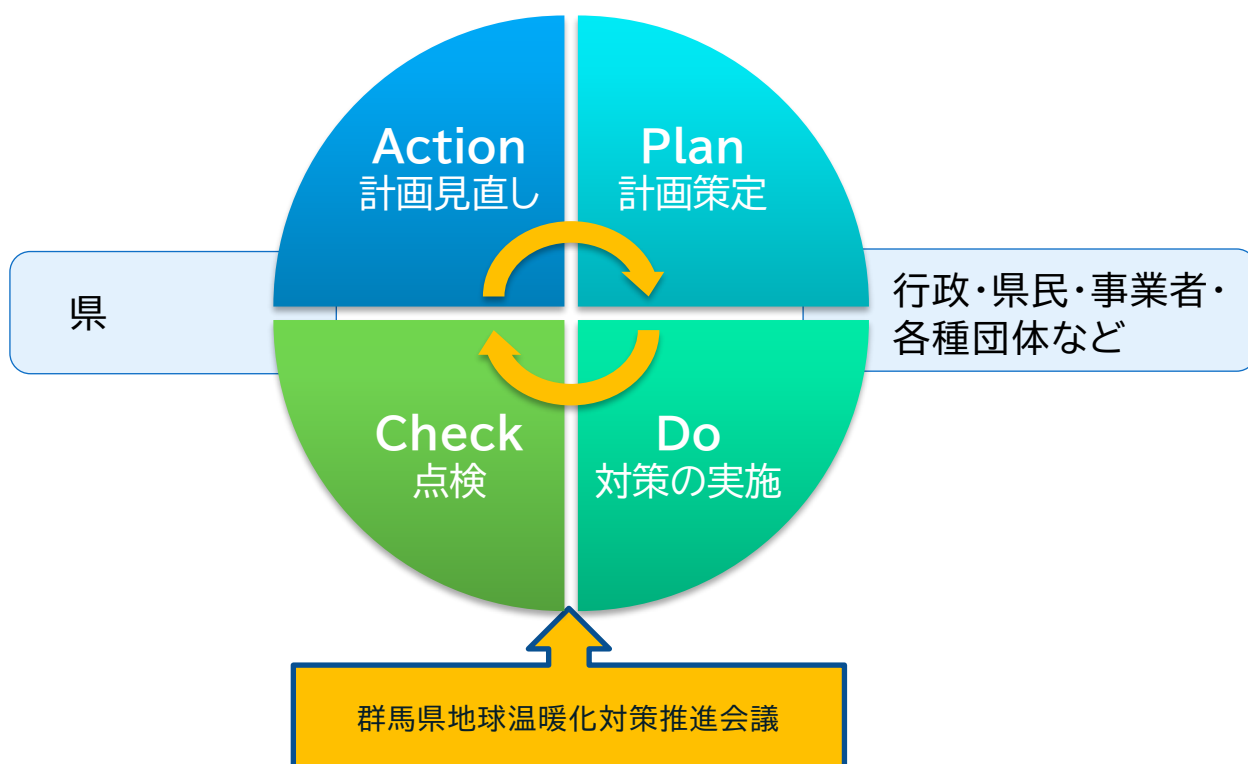 Action
計画見直し
Plan
計画策定
県
行政・県民・事業者・
各種団体など
Check
点検
Do
対策の実施
群馬県地球温暖化対策推進会議